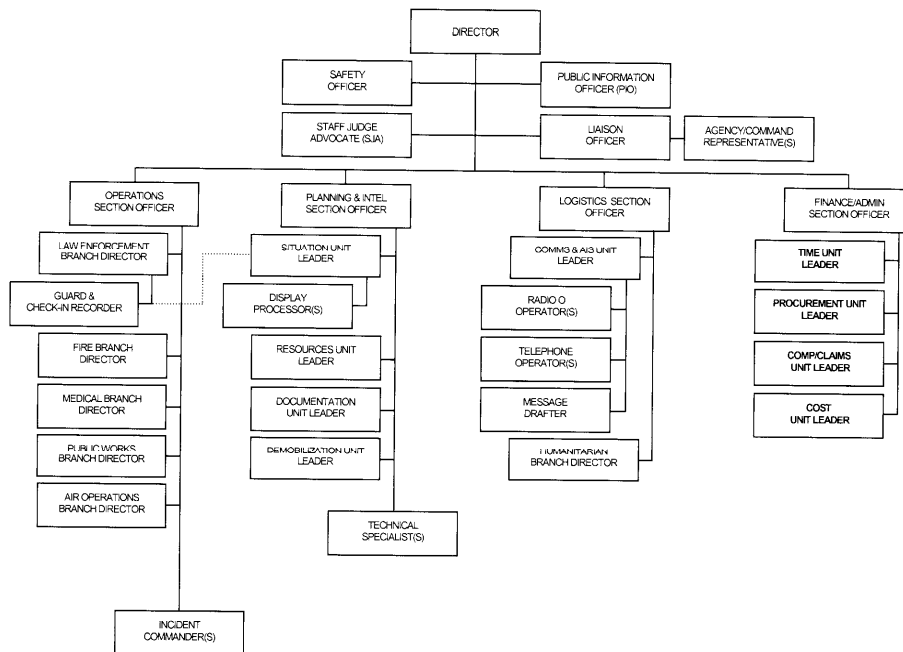 DIRECTOR
SAFETY
OFFICER
PUBLIC INFORMATION
OFFICER (PIO)
STAFF JUDGE
ADVOCATE (SJA)
LIAISON
OFFICER
AGENCY/COMMAND
REPRESENTATIVE(S)
OPERATIONS
SECTION OFFICER
PLANNING & INTEL
SECTION OFFICER
LOGISTICS SECTION
OFFICER
FINANCE/ADMIN
SECTION OFFICER
LAW ENFORCEMENT
BRANCH DIRECTOR
GUARD &
CHECK-IN RECORDER
FIRE BRANCH
DIRECTOR
MEDICAL BRANCH
DIRECTOR
PUBLIC WORKS
BRANCH DIRECTOR
AIR OPERATIONS
BRANCH DIRECTOR
INCIDENT
COMMANDER(S)
SITUATION UNIT
LEADER
DISPLAY
PROCESSOR(S)
RESOURCES UNIT
LEADER
DOCUMENTATION
UNIT LEADER
DEMOBILIZATION UNIT
LEADER
TECHNICAL
SPECIALIST(S)
COMMS & AIS UNIT
LEADER
RADIO O
OPERATOR(S)
TELEPHONE
OPERATOR(S)
MESSAGE
DRAFTER
HUMANITARIAN
BRANCH DIRECTOR
TIME UNIT
LEADER
PROCUREMENT UNIT
LEADER
COMP/CLAIMS
UNIT LEADER
COST
UNIT LEADER